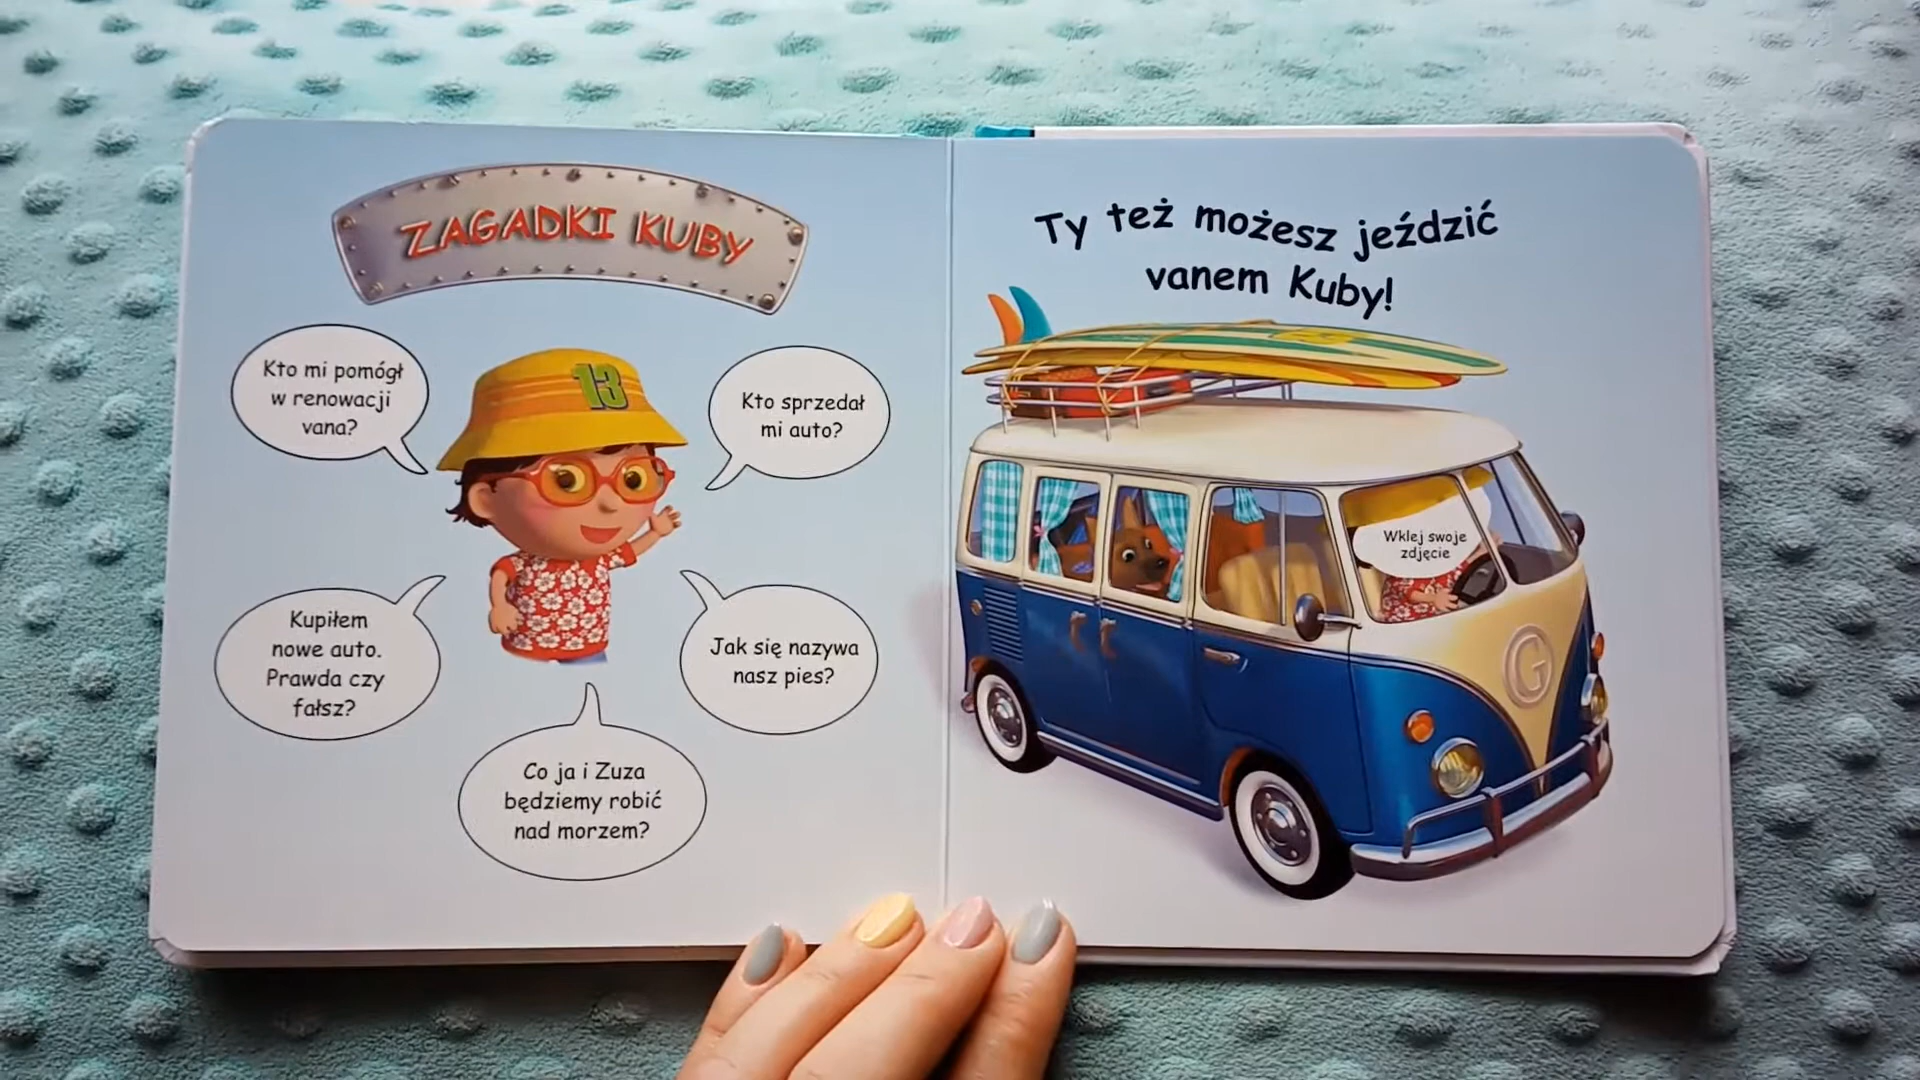 ZAGADKI KUBY
Kto mi pomógł
w renowacji
vana?
Kto sprzedał
mi auto?
13
Kupiłem
nowe auto.
Prawda czy
fałsz?
Jak się nazywa
nasz pies?
Co ja i Zuza
będziemy robić
nad morzem?
Ty też możesz jeździć
vanem Kuby!
Wklej swoje
zdjęcie
G